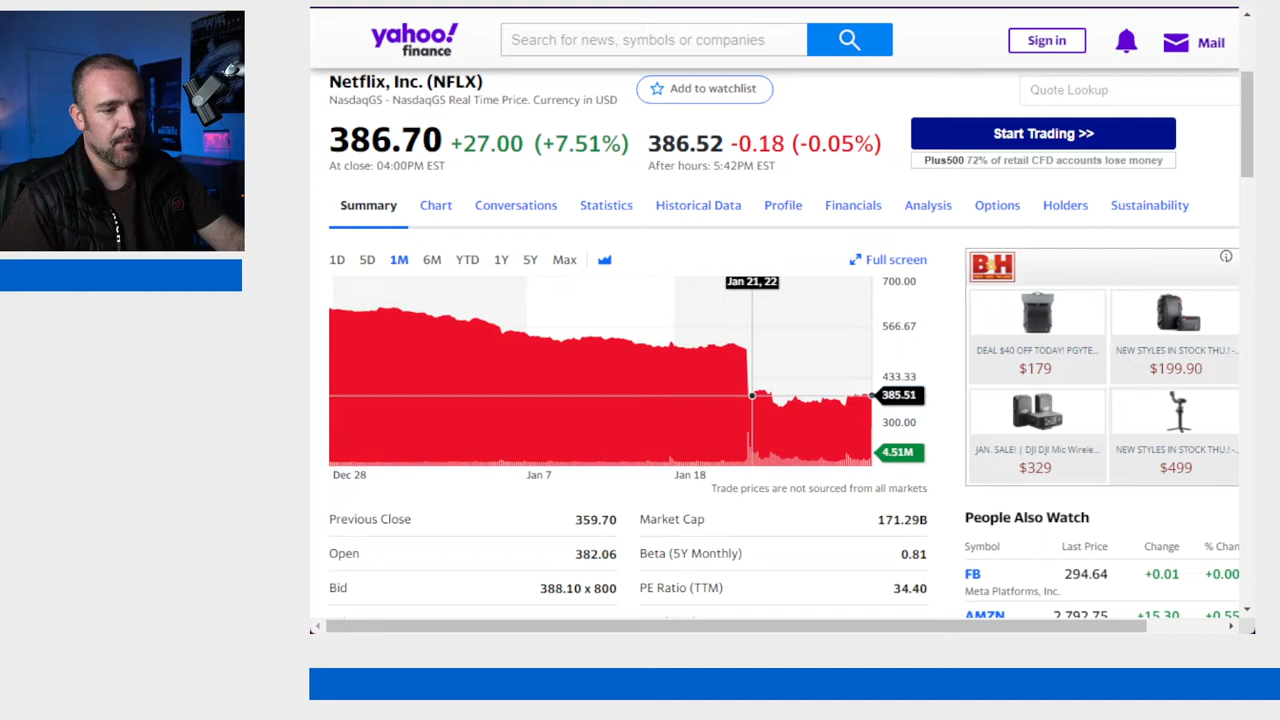 yahoo!
finance
Search for news, symbols or companies
Sign in
Mail
Netflix, Inc. (NFLX)
NasdaqGS - NasdaqGS Real Time Price. Currency in USD
Add to watchlist
Quote Lookup
386.70 +27.00 (+7.51%)
At close: 04:00PM EST
386.52 -0.18 (-0.05%)
After hours: 5:42PM EST
Start Trading >>
Plus500 72% of retail CFD accounts lose money
Summary Chart Conversations Statistics Historical Data Profile Financials Analysis Options Holders Sustainability
1D 5D 1M 6M YTD 1Y 5Y Max
Full screen
Jan 21, 22
700.00
566.67
433.33
385.51
300.00
4.51M
Dec 28 Jan 7 Jan 18
Trade prices are not sourced from all markets
B&H
DEAL $40 OFF TODAY! PGYTE...
$179
NEW STYLES IN STOCK THU.! -..
$199.90
JAN. SALE! | DJI DJI Mic Wirele...
$329
NEW STYLES IN STOCK THU.! -..
$499
Previous Close 359.70
Open 382.06
Bid 388.10 x 800
Market Cap 171.29B
Beta (5Y Monthly) 0.81
PE Ratio (TTM) 34.40
People Also Watch
Symbol Last Price Change % Chan
FB 294.64 +0.01 +0.00
Meta Platforms, Inc.
AMZN 2,792.75 +15.30 +0.55